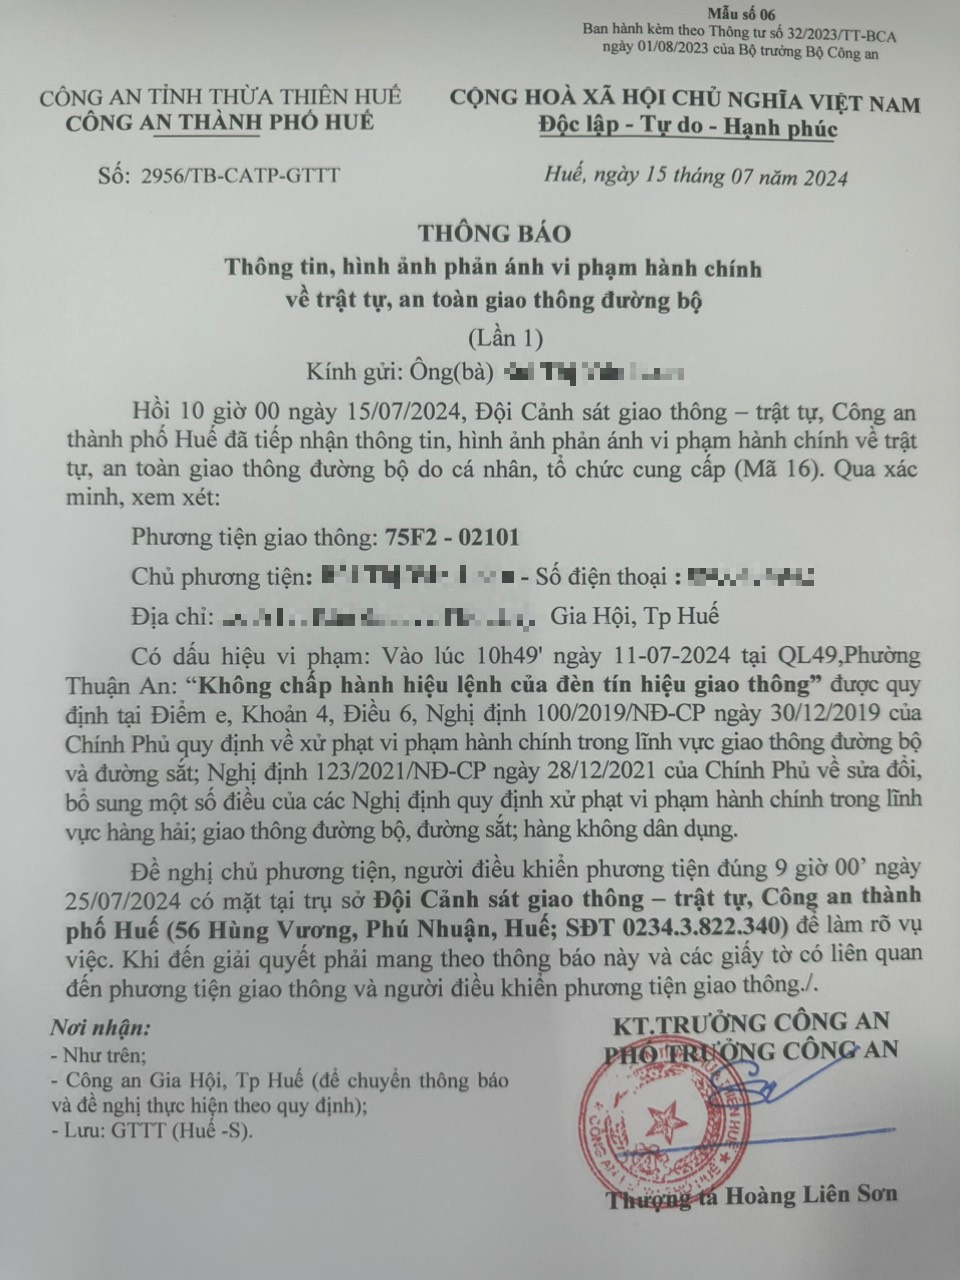 Mẫu số 06
Ban hành kèm theo Thông tư số 32/2023/TT-BCA
ngày 01/08/2023 của Bộ trưởng Bộ Công an
CÔNG AN TỈNH THỪA THIÊN HUẾ
CÔNG AN THÀNH PHỐ HUẾ
CỘNG HOÀ XÃ HỘI CHỦ NGHĨA VIỆT NAM
Độc lập - Tự do - Hạnh phúc
Số: 2956/TB-CATP-GTTT
Huế, ngày 15 tháng 07 năm 2024
THÔNG BÁO
Thông tin, hình ảnh phản ánh vi phạm hành chính
về trật tự, an toàn giao thông đường bộ
(Lần 1)
Kính gửi: Ông(bà)
Hồi 10 giờ 00 ngày 15/07/2024, Đội Cảnh sát giao thông – trật tự, Công an
thành phố Huế đã tiếp nhận thông tin, hình ảnh phản ánh vi phạm hành chính về trật
tự, an toàn giao thông đường bộ do cá nhân, tổ chức cung cấp (Mã 16). Qua xác
minh, xem xét:
Phương tiện giao thông: 75F2 - 02101
Chủ phương tiện: - Số điện thoại :
Địa chỉ: Gia Hội, Tp Huế
Có dấu hiệu vi phạm: Vào lúc 10h49' ngày 11-07-2024 tại QL49,Phường
Thuận An: “Không chấp hành hiệu lệnh của đèn tín hiệu giao thông” được quy
định tại Điểm e, Khoản 4, Điều 6, Nghị định 100/2019/NĐ-CP ngày 30/12/2019 của
Chính Phủ quy định về xử phạt vi phạm hành chính trong lĩnh vực giao thông đường bộ
và đường sắt; Nghị định 123/2021/NĐ-CP ngày 28/12/2021 của Chính Phủ về sửa đổi,
bổ sung một số điều của các Nghị định quy định xử phạt vi phạm hành chính trong lĩnh
vực hàng hải; giao thông đường bộ, đường sắt; hàng không dân dụng.
Đề nghị chủ phương tiện, người điều khiển phương tiện đúng 9 giờ 00’ ngày
25/07/2024 có mặt tại trụ sở Đội Cảnh sát giao thông – trật tự, Công an thành
phố Huế (56 Hùng Vương, Phú Nhuận, Huế; SĐT 0234.3.822.340) để làm rõ vụ
việc. Khi đến giải quyết phải mang theo thông báo này và các giấy tờ có liên quan
đến phương tiện giao thông và người điều khiển phương tiện giao thông./.
Nơi nhận:
- Như trên;
- Công an Gia Hội, Tp Huế (để chuyển thông báo
và đề nghị thực hiện theo quy định);
- Lưu: GTTT (Huế -S).
KT.TRƯỞNG CÔNG AN
PHÓ TRƯỞNG CÔNG AN
Thượng tá Hoàng Liên Sơn